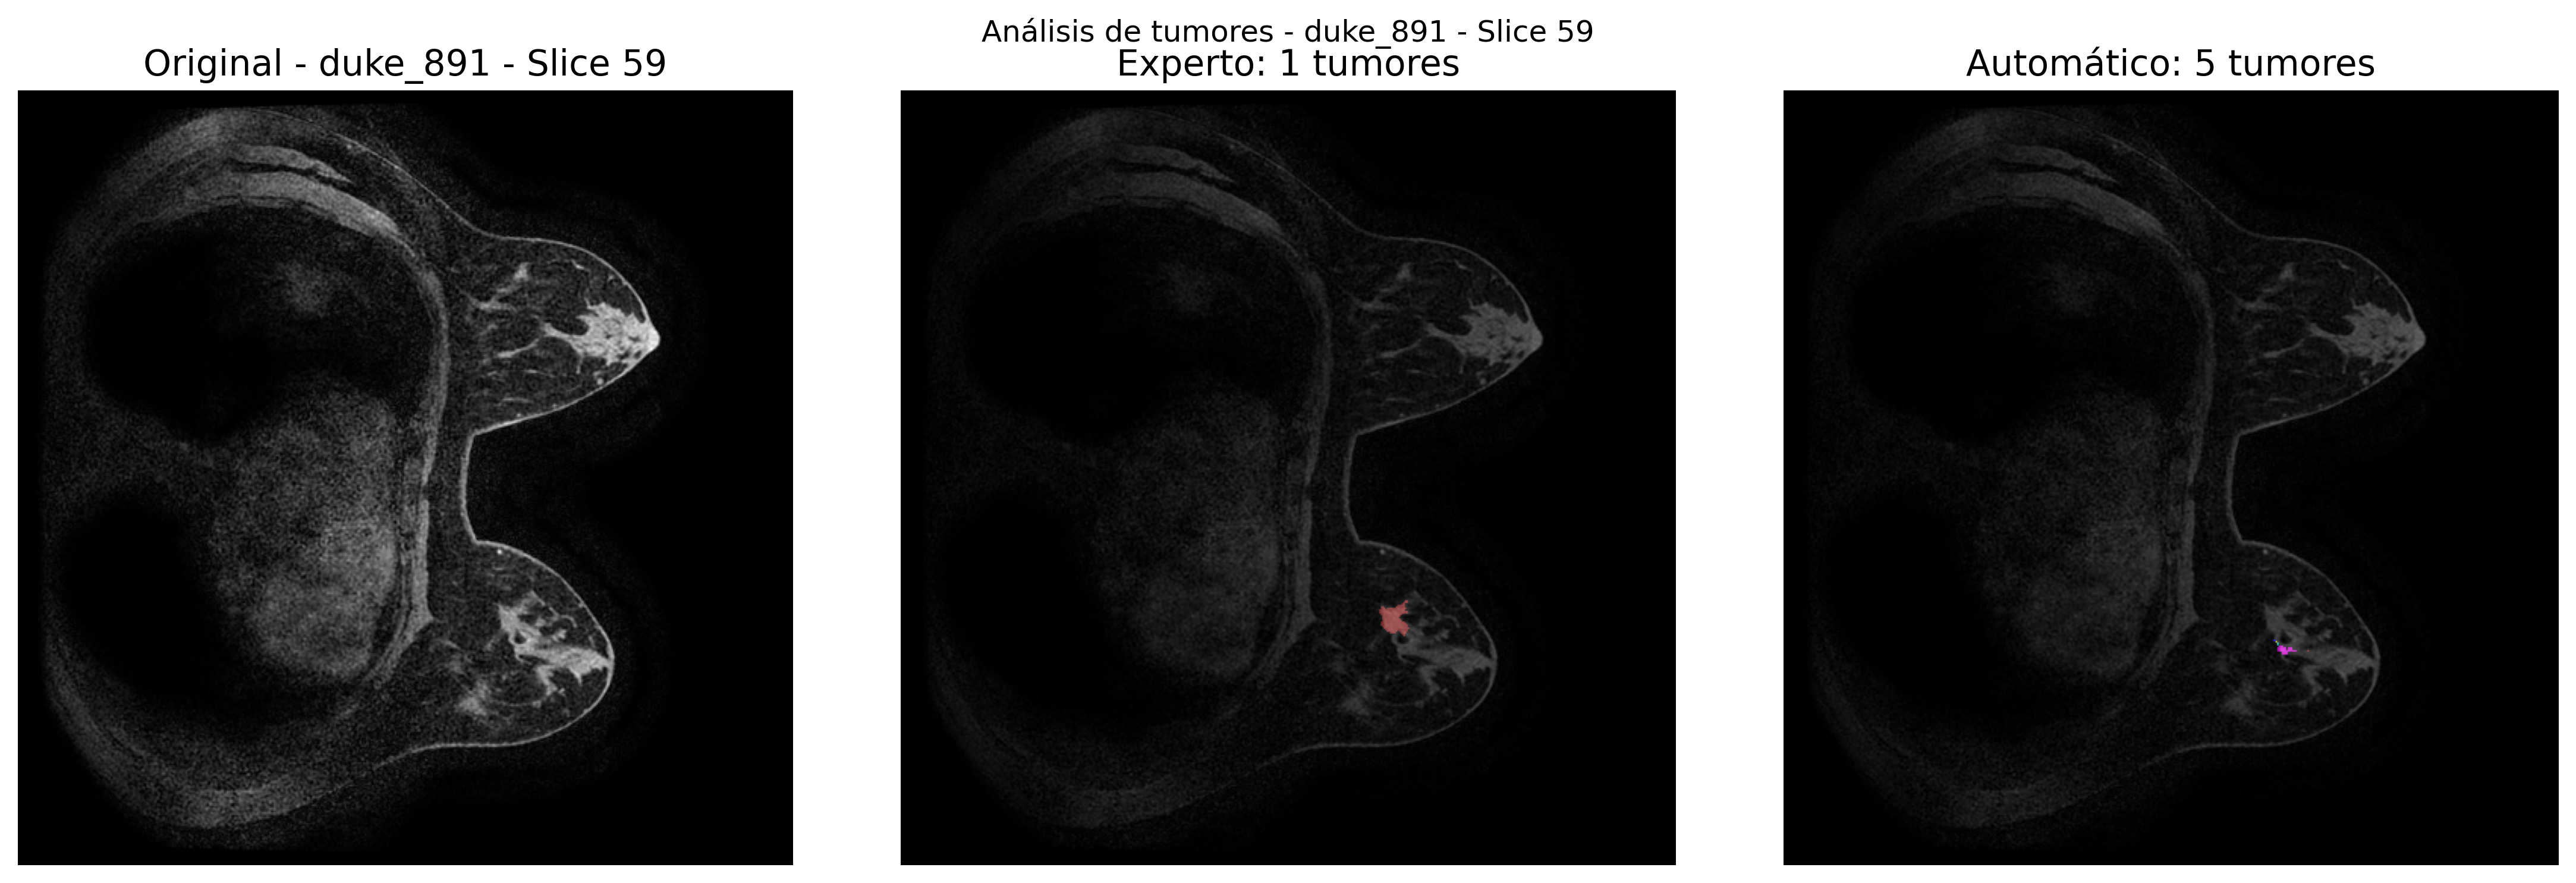 Análisis de tumores - duke_891 - Slice 59
Original - duke_891 - Slice 59
Experto: 1 tumores
Automático: 5 tumores